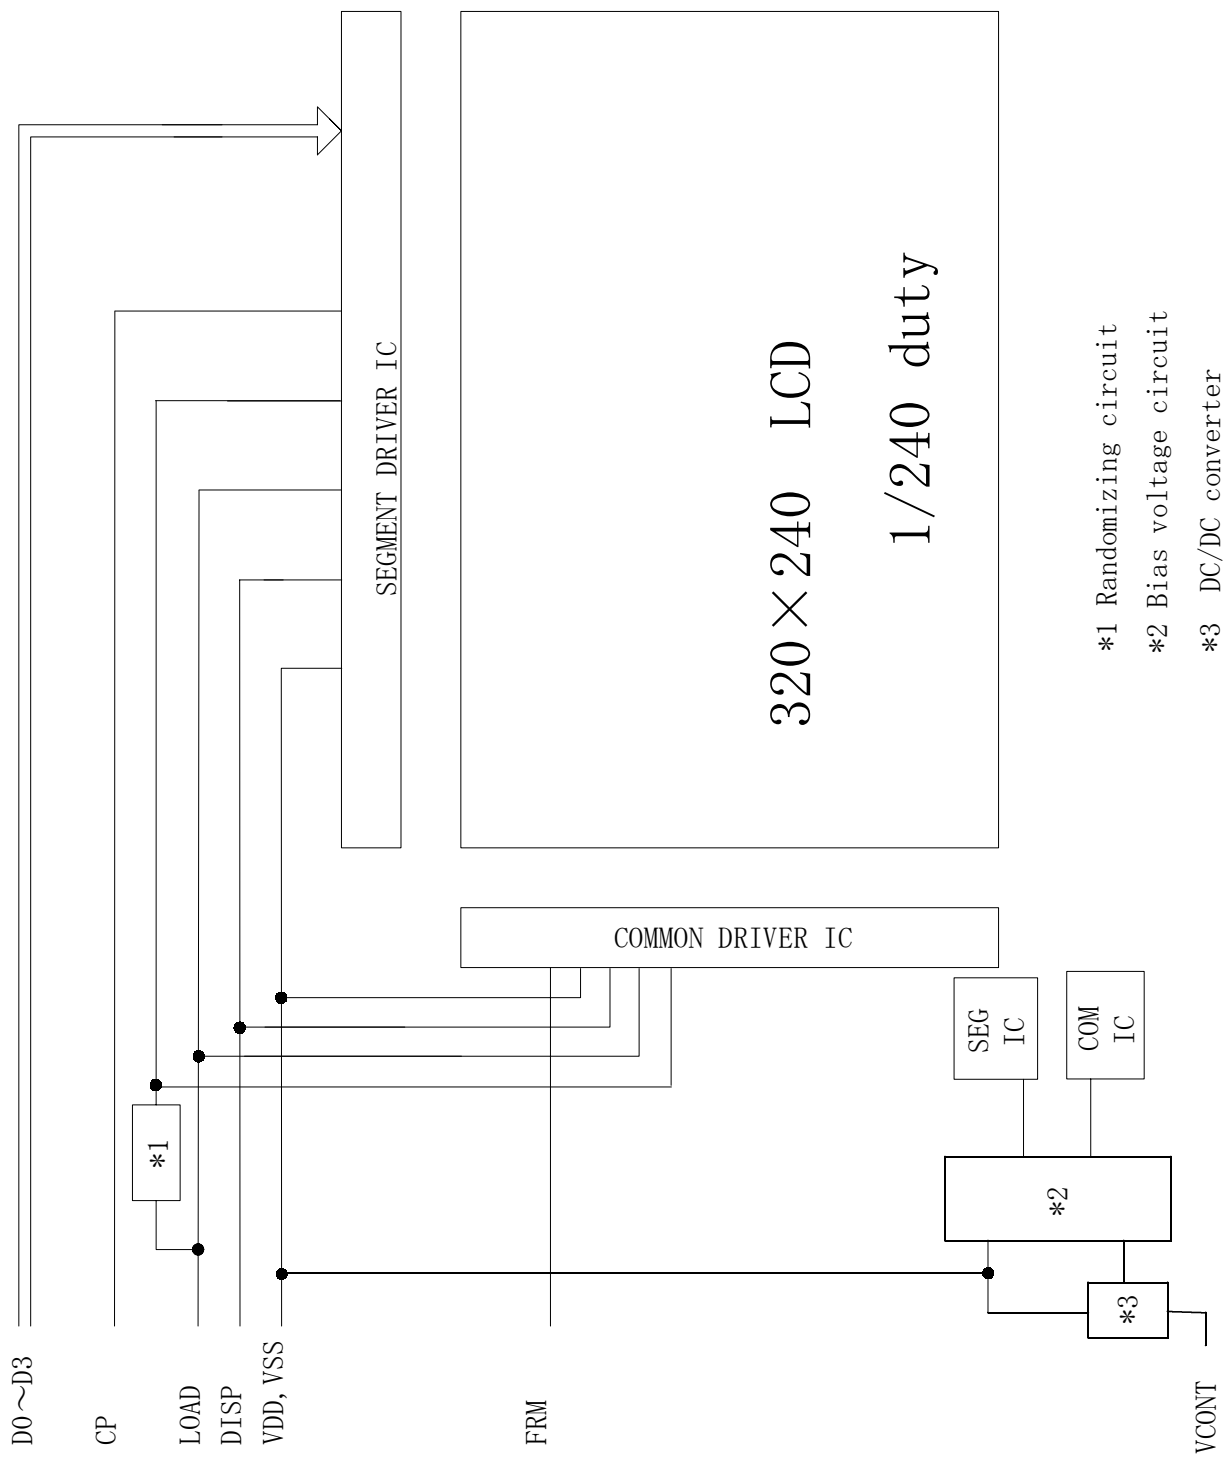 D0～D3
CP
LOAD
DISP
VDD,VSS
FRM
VCONT
SEGMENT DRIVER IC
COMMON DRIVER IC
320×240 LCD
1/240 duty
*1
SEG
IC
COM
IC
*2
*3
*1 Randomizing circuit
*2 Bias voltage circuit
*3 DC/DC converter